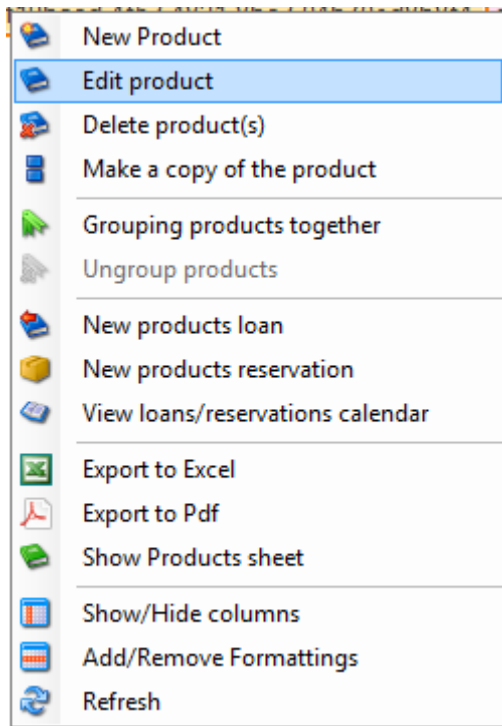 New Product
Edit product
Delete product(s)
Make a copy of the product
Grouping products together
Ungroup products
New products loan
New products reservation
View loans/reservations calendar
Export to Excel
Export to Pdf
Show Products sheet
Show/Hide columns
Add/Remove Formattings
Refresh